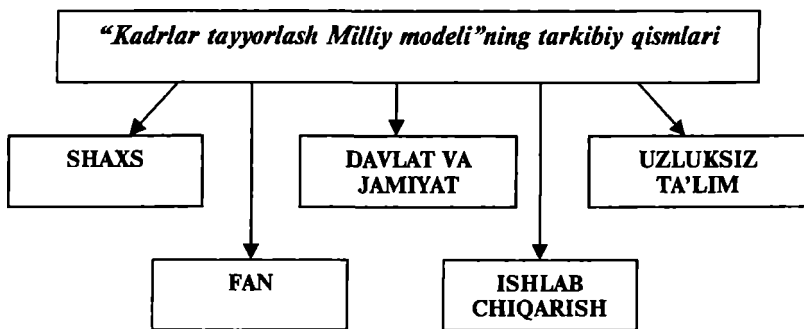 “Kadrlar tayyorlash Milliy modeli”ning tarkibiy qismlari
SHAXS
DAVLAT VA
JAMIYAT
UZLUKSIZ
TA’LIM
FAN
ISHLAB
CHIQARISH